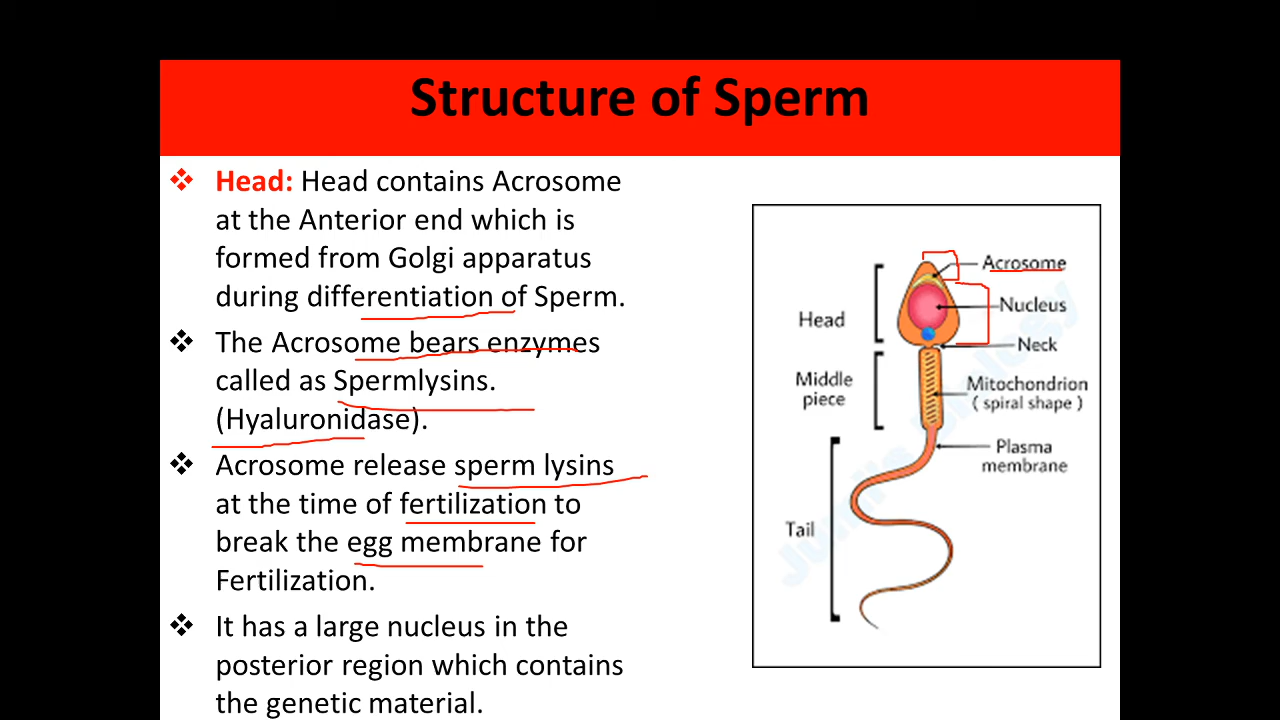 Structure of Sperm
❖ Head: Head contains Acrosome
at the Anterior end which is
formed from Golgi apparatus
during differentiation of Sperm.
❖ The Acrosome bears enzymes
called as Spermlysins.
(Hyaluronidase).
❖ Acrosome release sperm lysins
at the time of fertilization to
break the egg membrane for
Fertilization.
❖ It has a large nucleus in the
posterior region which contains
the genetic material.
Acrosome
Nucleus
Head
Neck
Middle
piece
Mitochondrion
( spiral shape )
Plasma
membrane
Tail